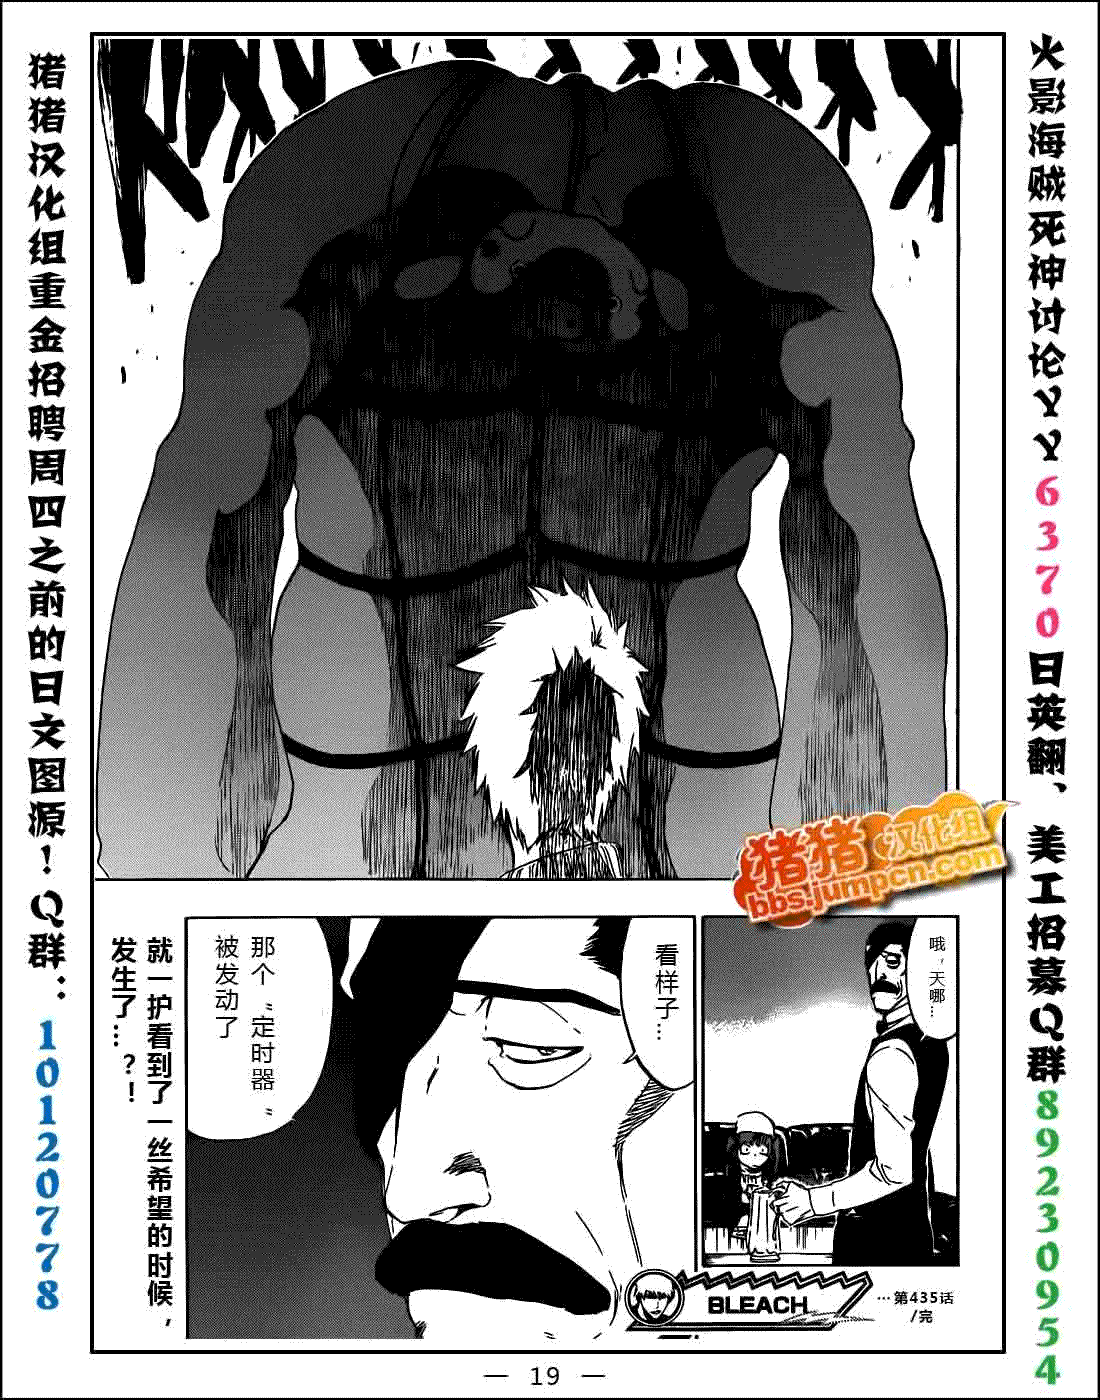 火影海贼死神讨论YY6370日英翻、美工招募Q群89230954
猪猪汉化组重金招聘周四之前的日文图源！Q群：101220778
猪猪汉化组
bbs.jumpcn.com
哦，天哪…
看样子…
那个“定时器”
被发动了
就一护看到了一丝希望的时候，
发生了…？！
BLEACH
…第435话
/完
— 19 —